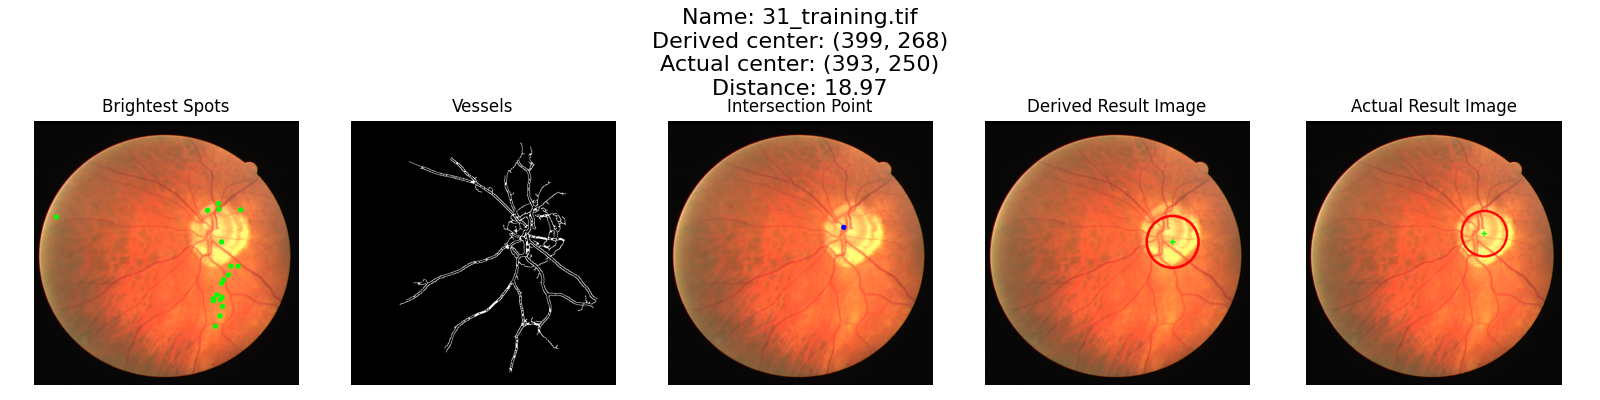 Name: 31_training.tif
Derived center: (399, 268)
Actual center: (393, 250)
Distance: 18.97
Brightest Spots
Vessels
Intersection Point
Derived Result Image
Actual Result Image